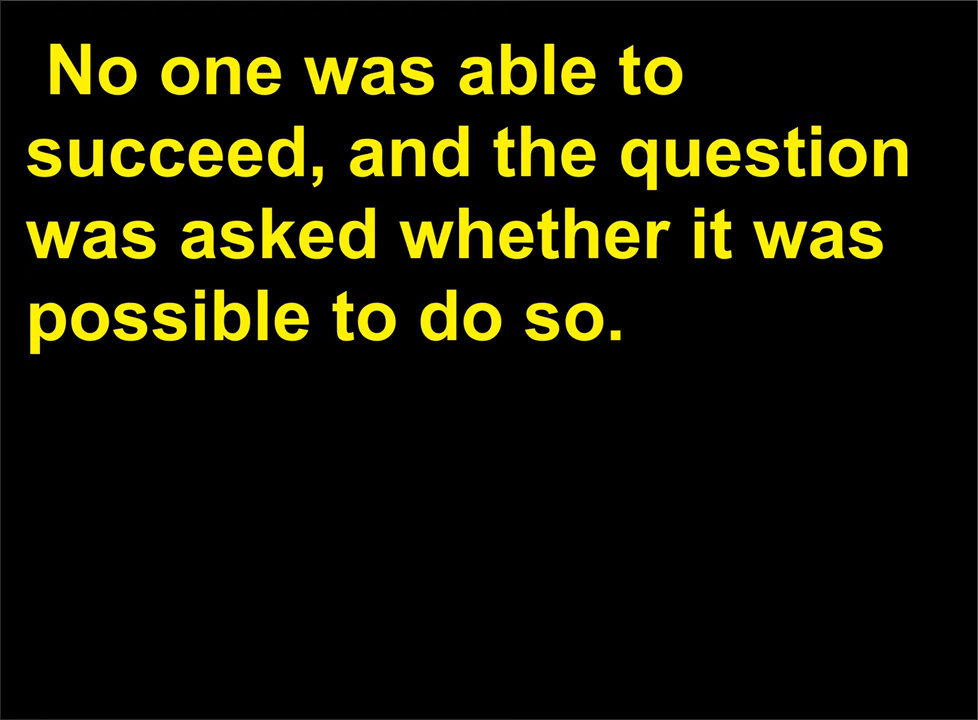 No one was able to
succeed, and the question
was asked whether it was
possible to do so.